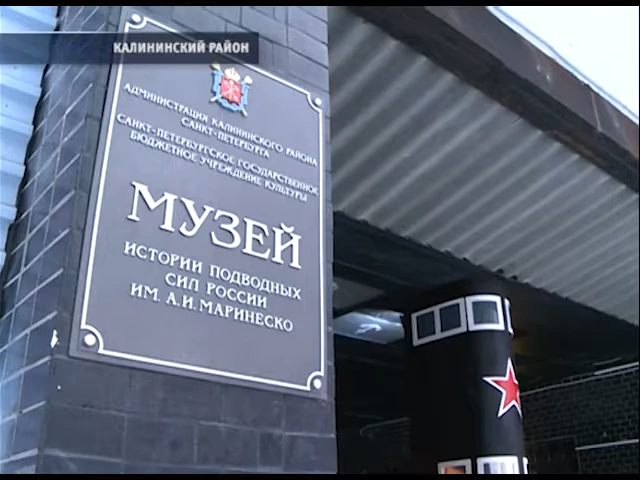 КАЛИНИНСКИЙ РАЙОН
АДМИНИСТРАЦИЯ КАЛИНИНСКОГО РАЙОНА
САНКТ-ПЕТЕРБУРГА
САНКТ-ПЕТЕРБУРГСКОЕ ГОСУДАРСТВЕННОЕ
БЮДЖЕТНОЕ УЧРЕЖДЕНИЕ КУЛЬТУРЫ
МУЗЕЙ
ИСТОРИИ ПОДВОДНЫХ
СИЛ РОССИИ
ИМ. А.И. МАРИНЕСКО